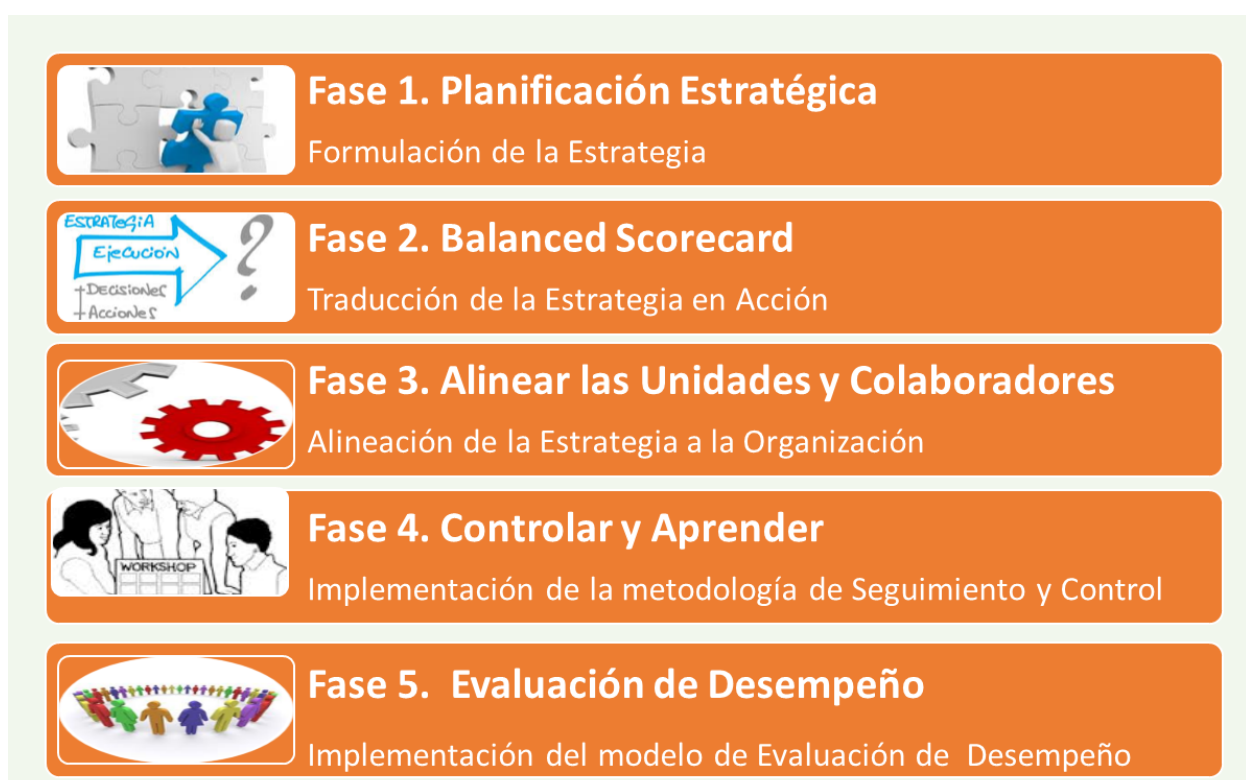 Fase 1. Planificación Estratégica
Formulación de la Estrategia
ESTRATEGIA
Ejecución
?
+Decisiones
+Acciones
Fase 2. Balanced Scorecard
Traducción de la Estrategia en Acción
Fase 3. Alinear las Unidades y Colaboradores
Alineación de la Estrategia a la Organización
WORKSHOP
Fase 4. Controlar y Aprender
Implementación de la metodología de Seguimiento y Control
Fase 5. Evaluación de Desempeño
Implementación del modelo de Evaluación de Desempeño